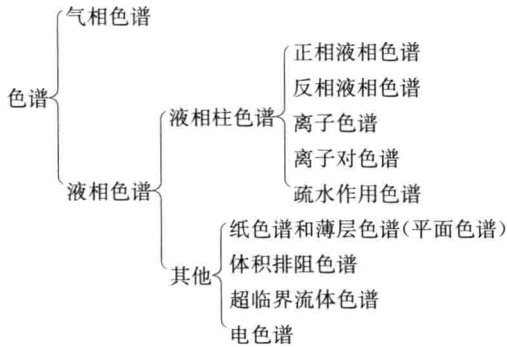 气相色谱
色谱
液相色谱
液相柱色谱
正相液相色谱
反相液相色谱
离子色谱
离子对色谱
疏水作用色谱
其他
纸色谱和薄层色谱(平面色谱)
体积排阻色谱
超临界流体色谱
电色谱